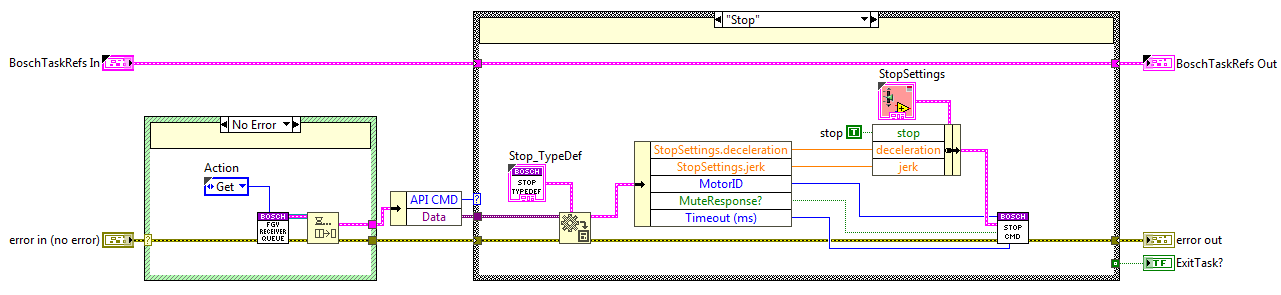 "Stop"
BoschTaskRefs In
BoschTaskRefs Out
StopSettings
No Error
stop
T
stop
Stop_TypeDef
StopSettings.deceleration
deceleration
Action
BOSCH
STOP
TYPEDEF
StopSettings.jerk
jerk
Get
API CMD
?
MotorID
Data
MuteResponse?
BOSCH
FGV
RECEIVER
QUEUE
Timeout (ms)
BOSCH
STOP
CMD
error in (no error)
?
error out
TF
ExitTask?